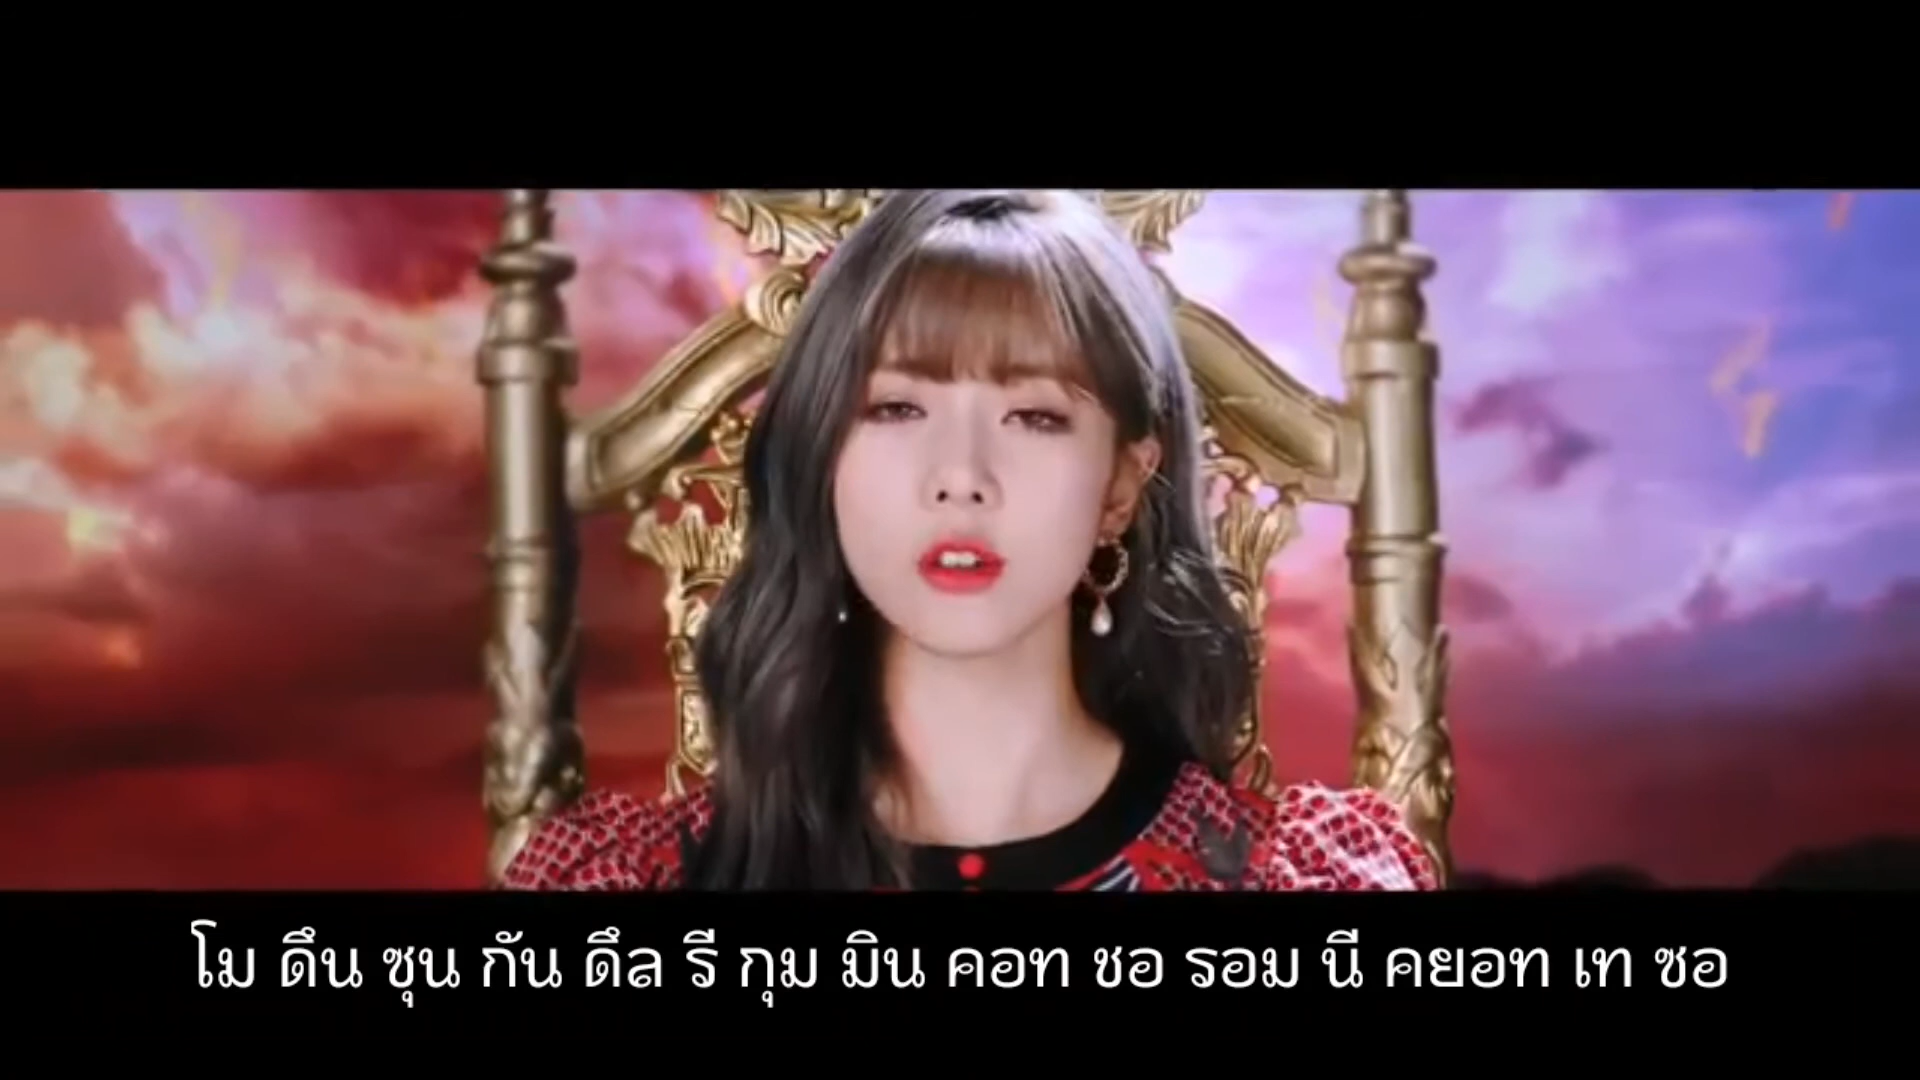 โม ดึน ซุน กัน ดึล รี กุม มิน คอท ชอ รอม นี คยอท เท ซอ